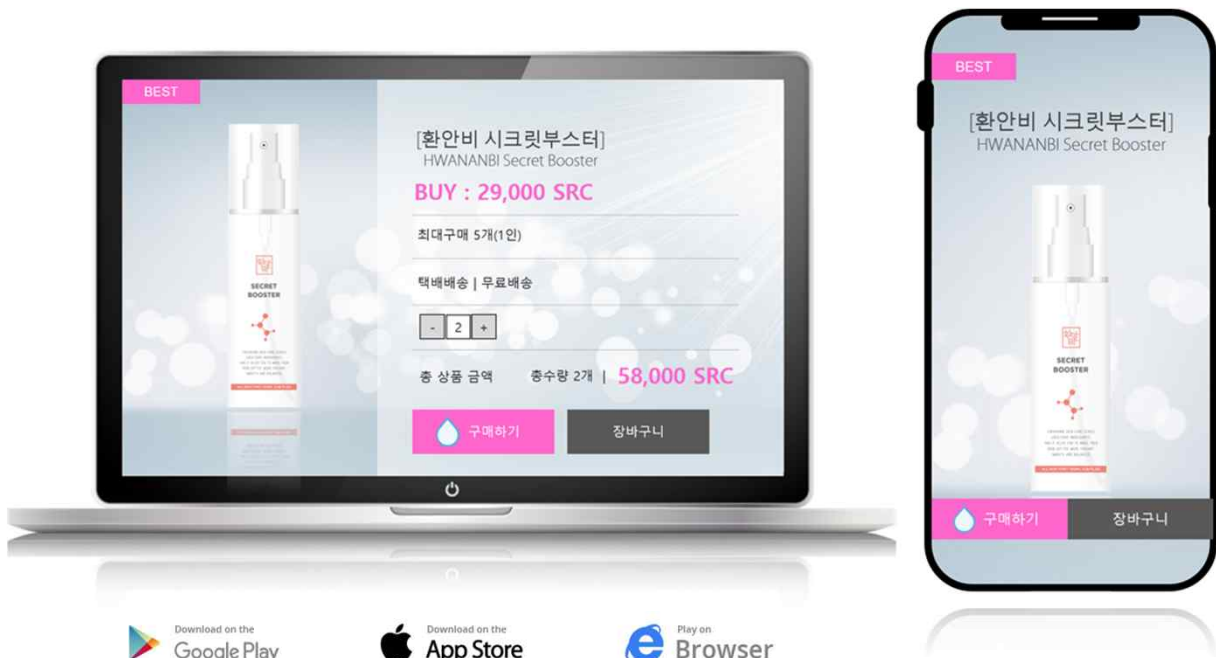 BEST
[환안비 시크릿부스터]
HWANANBI Secret Booster
BUY : 29,000 SRC
최대구매 5개(1인)
택배배송 | 무료배송
- 2 +
총 상품 금액 총수량 2개 | 58,000 SRC
구매하기 장바구니
SECRET
BOOSTER
BEST
[환안비 시크릿부스터]
HWANANBI Secret Booster
SECRET
BOOSTER
구매하기 장바구니
Download on the
Google Play
Download on the
App Store
Play on
Browser